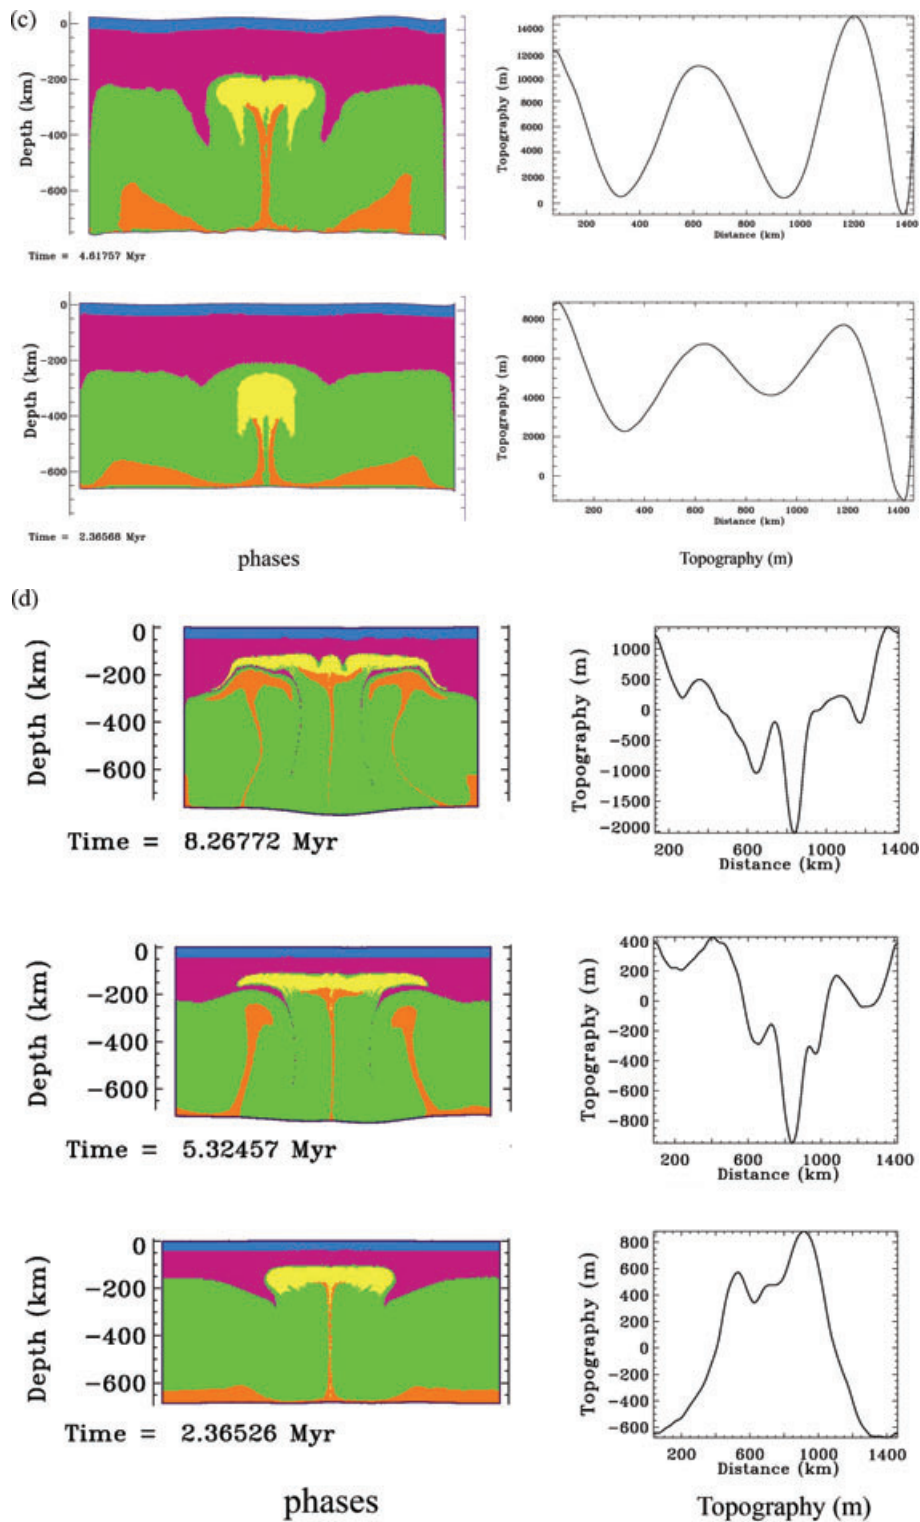 (c)
Depth (km)
0
-200
-400
-600
Time = 4.61757 Myr
Topography (m)
14000
12000
10000
8000
6000
4000
2000
0
200 400 600 800 1000 1200 1400
Distance (km)
Depth (km)
0
-200
-400
-600
Time = 2.36568 Myr
phases
Topography (m)
8000
6000
4000
2000
0
200 400 600 800 1000 1200 1400
Distance (km)
Topography (m)
(d)
Depth (km)
0
-200
-400
-600
Time = 8.26772 Myr
Topography (m)
1000
500
0
-500
-1000
-1500
-2000
200 600 1000 1400
Distance (km)
Depth (km)
0
-200
-400
-600
Time = 5.32457 Myr
Topography (m)
400
200
0
-200
-400
-600
-800
200 600 1000 1400
Distance (km)
Depth (km)
0
-200
-400
-600
Time = 2.36526 Myr
phases
Topography (m)
800
600
400
200
0
-200
-400
-600
200 600 1000 1400
Distance (km)
Topography (m)